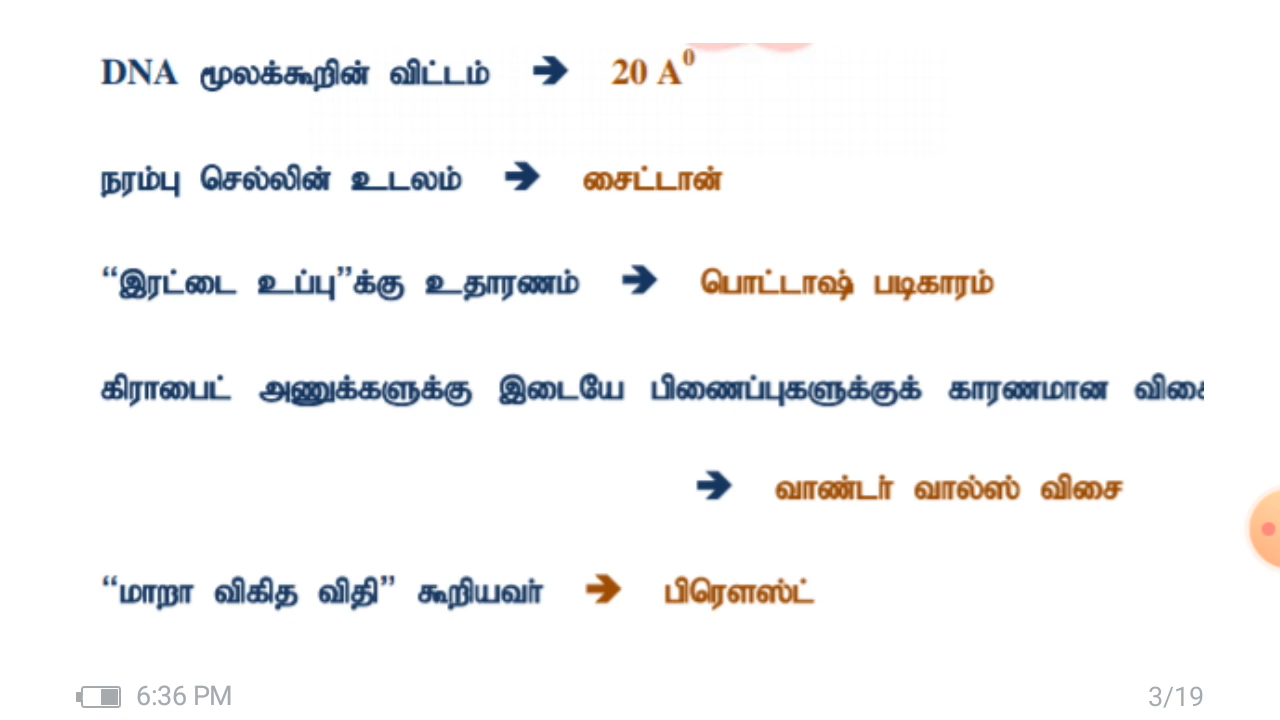 DNA மூலக்கூறின் விட்டம் → 20 A⁰
நரம்பு செல்லின் உடலம் → சைட்டான்
“இரட்டை உப்பு”க்கு உதாரணம் → பொட்டாஷ் படிகாரம்
கிராபைட் அணுக்களுக்கு இடையே பிணைப்புகளுக்குக் காரணமான
→ வாண்டர் வால்ஸ் விசை
“மாறா விகித விதி” கூறியவர் → பிரௌஸ்ட்
6:36 PM 3/19